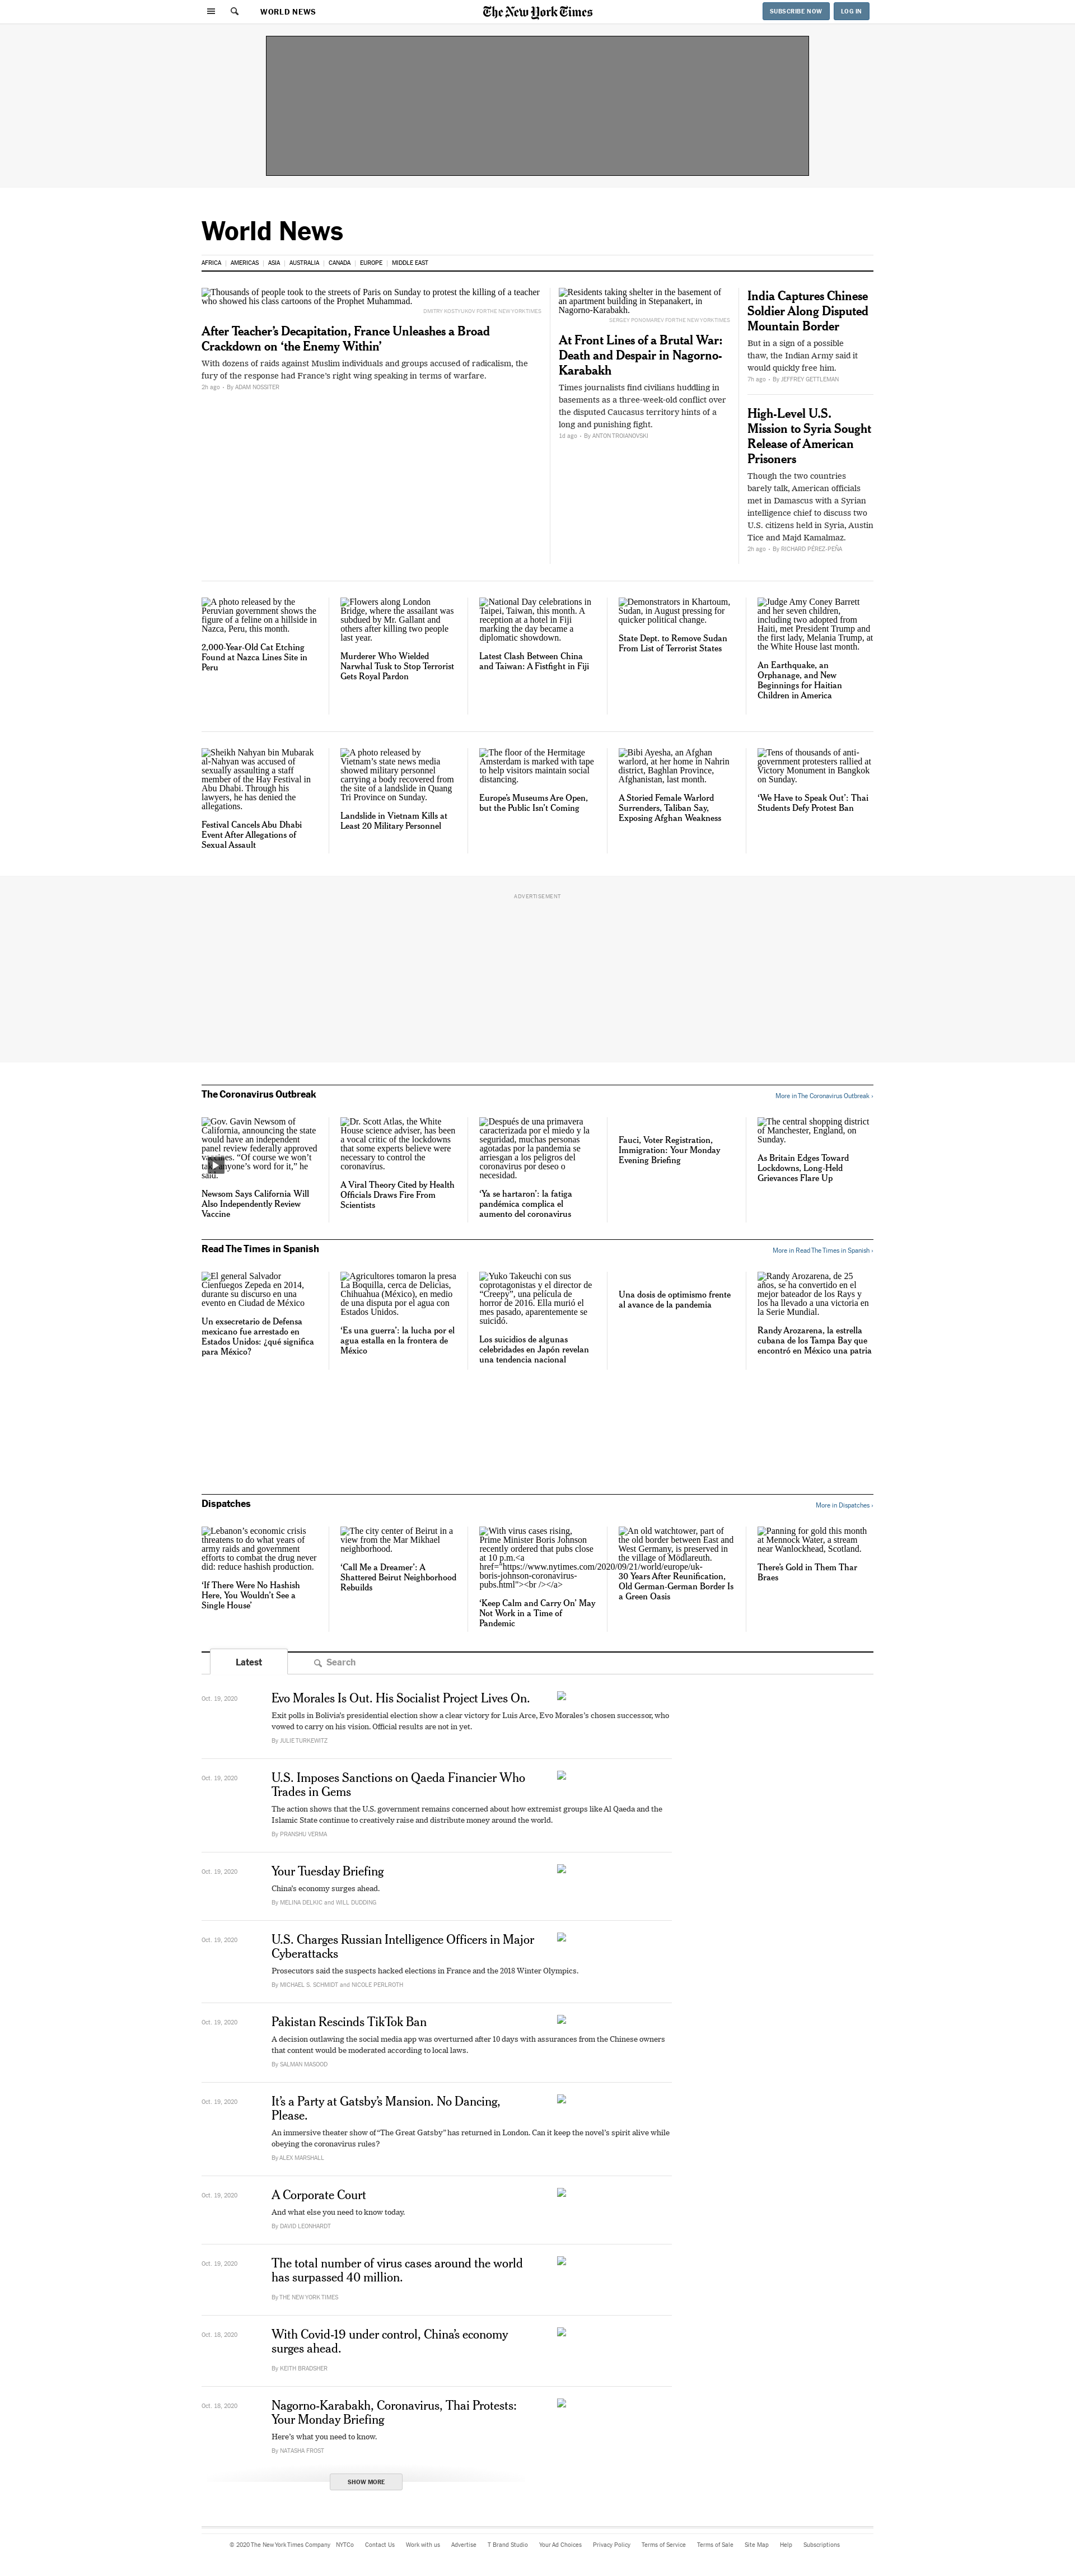 WORLD NEWS
The New York Times
SUBSCRIBE NOW
LOG IN
World News
AFRICA
AMERICAS
ASIA
AUSTRALIA
CANADA
EUROPE
MIDDLE EAST
Thousands of people took to the streets of Paris on Sunday to protest the killing of a teacher
who showed his class cartoons of the Prophet Muhammad.
DMITRY KOSTYUKOV FOR THE NEW YORK TIMES
After Teacher’s Decapitation, France Unleashes a Broad
Crackdown on ‘the Enemy Within’
With dozens of raids against Muslim individuals and groups accused of radicalism, the
fury of the response had France’s right wing speaking in terms of warfare.
2h ago · By ADAM NOSSITER
Residents taking shelter in the basement of
an apartment building in Stepanakert, in
Nagorno-Karabakh.
SERGEY PONOMAREV FOR THE NEW YORK TIMES
At Front Lines of a Brutal War:
Death and Despair in Nagorno-
Karabakh
Times journalists find civilians huddling in
basements as a three-week-old conflict over
the disputed Caucasus territory hints of a
long and punishing fight.
1d ago · By ANTON TROIANOVSKI
India Captures Chinese
Soldier Along Disputed
Mountain Border
But in a sign of a possible
thaw, the Indian Army said it
would quickly free him.
7h ago · By JEFFREY GETTLEMAN
High-Level U.S.
Mission to Syria Sought
Release of American
Prisoners
Though the two countries
barely talk, American officials
met in Damascus with a Syrian
intelligence chief to discuss two
U.S. citizens held in Syria, Austin
Tice and Majd Kamalmaz.
2h ago · By RICHARD PÉREZ-PEÑA
A photo released by the
Peruvian government shows the
figure of a feline on a hillside in
Nazca, Peru, this month.
2,000-Year-Old Cat Etching
Found at Nazca Lines Site in
Peru
Flowers along London
Bridge, where the assailant was
subdued by Mr. Gallant and
others after killing two people
last year.
Murderer Who Wielded
Narwhal Tusk to Stop Terrorist
Gets Royal Pardon
National Day celebrations in
Taipei, Taiwan, this month. A
reception at a hotel in Fiji
marking the day became a
diplomatic showdown.
Latest Clash Between China
and Taiwan: A Fistfight in Fiji
Demonstrators in Khartoum,
Sudan, in August pressing for
quicker political change.
State Dept. to Remove Sudan
From List of Terrorist States
Judge Amy Coney Barrett
and her seven children,
including two adopted from
Haiti, met President Trump and
the first lady, Melania Trump, at
the White House last month.
An Earthquake, an
Orphanage, and New
Beginnings for Haitian
Children in America
Sheikh Nahyan bin Mubarak
al-Nahyan was accused of
sexually assaulting a staff
member of the Hay Festival in
Abu Dhabi. Through his
lawyers, he has denied the
allegations.
Festival Cancels Abu Dhabi
Event After Allegations of
Sexual Assault
A photo released by
Vietnam’s state news media
showed military personnel
carrying a body recovered from
the site of a landslide in Quang
Tri Province on Sunday.
Landslide in Vietnam Kills at
Least 20 Military Personnel
The floor of the Hermitage
Amsterdam is marked with tape
to help visitors maintain social
distancing.
Europe’s Museums Are Open,
but the Public Isn’t Coming
Bibi Ayesha, an Afghan
warlord, at her home in Nahrin
district, Baghlan Province,
Afghanistan, last month.
A Storied Female Warlord
Surrenders, Taliban Say,
Exposing Afghan Weakness
Tens of thousands of anti-
government protesters rallied at
Victory Monument in Bangkok
on Sunday.
‘We Have to Speak Out’: Thai
Students Defy Protest Ban
ADVERTISEMENT
The Coronavirus Outbreak
More in The Coronavirus Outbreak ›
Gov. Gavin Newsom of
California, announcing the state
would have an independent
panel review federally approved
vaccines. “Of course we won’t
take anyone’s word for it,” he
said.
Newsom Says California Will
Also Independently Review
Vaccine
Dr. Scott Atlas, the White
House science adviser, has been
a vocal critic of the lockdowns
that some experts believe were
necessary to control the
coronavirus.
A Viral Theory Cited by Health
Officials Draws Fire From
Scientists
Después de una primavera
caracterizada por el miedo y la
seguridad, muchas personas
agotadas por la pandemia se
arriesgan a los peligros del
coronavirus por deseo o
necesidad.
‘Ya se hartaron’: la fatiga
pandémica complica el
aumento del coronavirus
Fauci, Voter Registration,
Immigration: Your Monday
Evening Briefing
The central shopping district
of Manchester, England, on
Sunday.
As Britain Edges Toward
Lockdowns, Long-Held
Grievances Flare Up
Read The Times in Spanish
More in Read The Times in Spanish ›
El general Salvador
Cienfuegos Zepeda en 2014,
durante su discurso en un
evento en Ciudad de México
Un exsecretario de Defensa
mexicano fue arrestado en
Estados Unidos: ¿qué significa
para México?
Agricultores tomaron la presa
La Boquilla, cerca de Delicias,
Chihuahua (México), en medio
de una disputa por el agua con
Estados Unidos.
‘Es una guerra’: la lucha por el
agua estalla en la frontera de
México
Yuko Takeuchi con sus
coprotagonistas y el director de
“Creepy”, una película de
horror de 2016. Ella murió el
mes pasado, aparentemente se
suicidó.
Los suicidios de algunas
celebridades en Japón revelan
una tendencia nacional
Una dosis de optimismo frente
al avance de la pandemia
Randy Arozarena, de 25
años, se ha convertido en el
mejor bateador de los Rays y
los ha llevado a una victoria en
la Serie Mundial.
Randy Arozarena, la estrella
cubana de los Tampa Bay que
encontró en México una patria
Dispatches
More in Dispatches ›
Lebanon’s economic crisis
threatens to do what years of
army raids and government
efforts to combat the drug never
did: reduce hashish production.
‘If There Were No Hashish
Here, You Wouldn’t See a
Single House’
The city center of Beirut in a
view from the Mar Mikhael
neighborhood.
‘Call Me a Dreamer’: A
Shattered Beirut Neighborhood
Rebuilds
With virus cases rising,
Prime Minister Boris Johnson
recently ordered that pubs close
at 10 p.m.<a
href="https://www.nytimes.com/2020/09/21/world/europe/uk-
boris-johnson-coronavirus-
pubs.html"><br /></a>
‘Keep Calm and Carry On’ May
Not Work in a Time of
Pandemic
An old watchtower, part of
the old border between East and
West Germany, is preserved in
the village of Mödlareuth.
30 Years After Reunification,
Old German-German Border Is
a Green Oasis
Panning for gold this month
at Mennock Water, a stream
near Wanlockhead, Scotland.
There’s Gold in Them Thar
Braes
Latest
Search
Oct. 19, 2020
Evo Morales Is Out. His Socialist Project Lives On.
Exit polls in Bolivia’s presidential election show a clear victory for Luis Arce, Evo Morales’s chosen successor, who
vowed to carry on his vision. Official results are not in yet.
By JULIE TURKEWITZ
Oct. 19, 2020
U.S. Imposes Sanctions on Qaeda Financier Who
Trades in Gems
The action shows that the U.S. government remains concerned about how extremist groups like Al Qaeda and the
Islamic State continue to creatively raise and distribute money around the world.
By PRANSHU VERMA
Oct. 19, 2020
Your Tuesday Briefing
China’s economy surges ahead.
By MELINA DELKIC and WILL DUDDING
Oct. 19, 2020
U.S. Charges Russian Intelligence Officers in Major
Cyberattacks
Prosecutors said the suspects hacked elections in France and the 2018 Winter Olympics.
By MICHAEL S. SCHMIDT and NICOLE PERLROTH
Oct. 19, 2020
Pakistan Rescinds TikTok Ban
A decision outlawing the social media app was overturned after 10 days with assurances from the Chinese owners
that content would be moderated according to local laws.
By SALMAN MASOOD
Oct. 19, 2020
It’s a Party at Gatsby’s Mansion. No Dancing,
Please.
An immersive theater show of “The Great Gatsby” has returned in London. Can it keep the novel’s spirit alive while
obeying the coronavirus rules?
By ALEX MARSHALL
Oct. 19, 2020
A Corporate Court
And what else you need to know today.
By DAVID LEONHARDT
Oct. 19, 2020
The total number of virus cases around the world
has surpassed 40 million.
By THE NEW YORK TIMES
Oct. 18, 2020
With Covid-19 under control, China’s economy
surges ahead.
By KEITH BRADSHER
Oct. 18, 2020
Nagorno-Karabakh, Coronavirus, Thai Protests:
Your Monday Briefing
Here’s what you need to know.
By NATASHA FROST
SHOW MORE
© 2020 The New York Times Company
NYTCo
Contact Us
Work with us
Advertise
T Brand Studio
Your Ad Choices
Privacy Policy
Terms of Service
Terms of Sale
Site Map
Help
Subscriptions